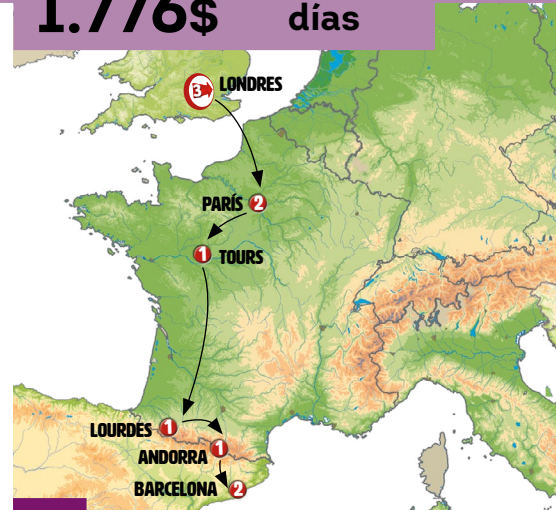 1.776$
días
3 LONDRES
PARÍS 2
1 TOURS
LOURDES 1
ANDORRA 1
BARCELONA 2